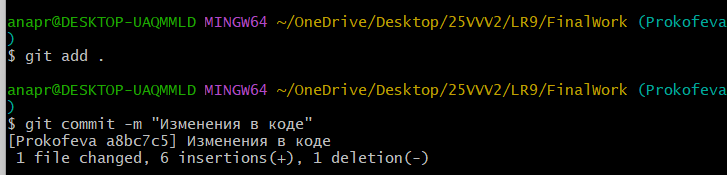 anapr@DESKTOP-UAQMMLD MINGW64 ~/OneDrive/Desktop/25VVV2/LR9/FinalWork (Prokofeva
)
$ git add .
anapr@DESKTOP-UAQMMLD MINGW64 ~/OneDrive/Desktop/25VVV2/LR9/FinalWork (Prokofeva
)
$ git commit -m "Изменения в коде"
[Prokofeva a8bc7c5] Изменения в коде
 1 file changed, 6 insertions(+), 1 deletion(-)